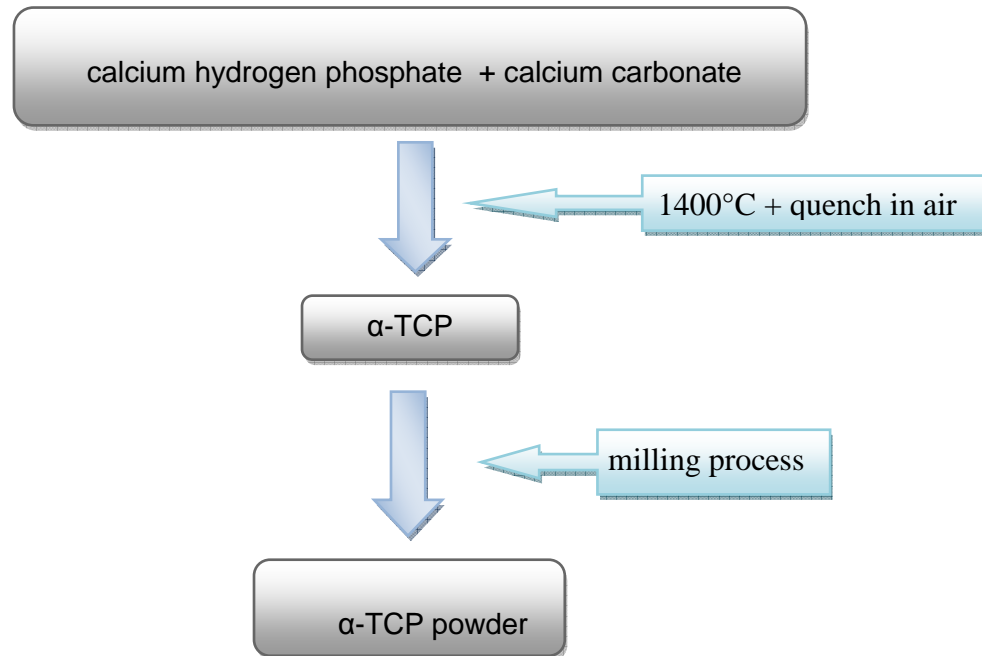 calcium hydrogen phosphate + calcium carbonate
1400°C + quench in air
α-TCP
milling process
α-TCP powder